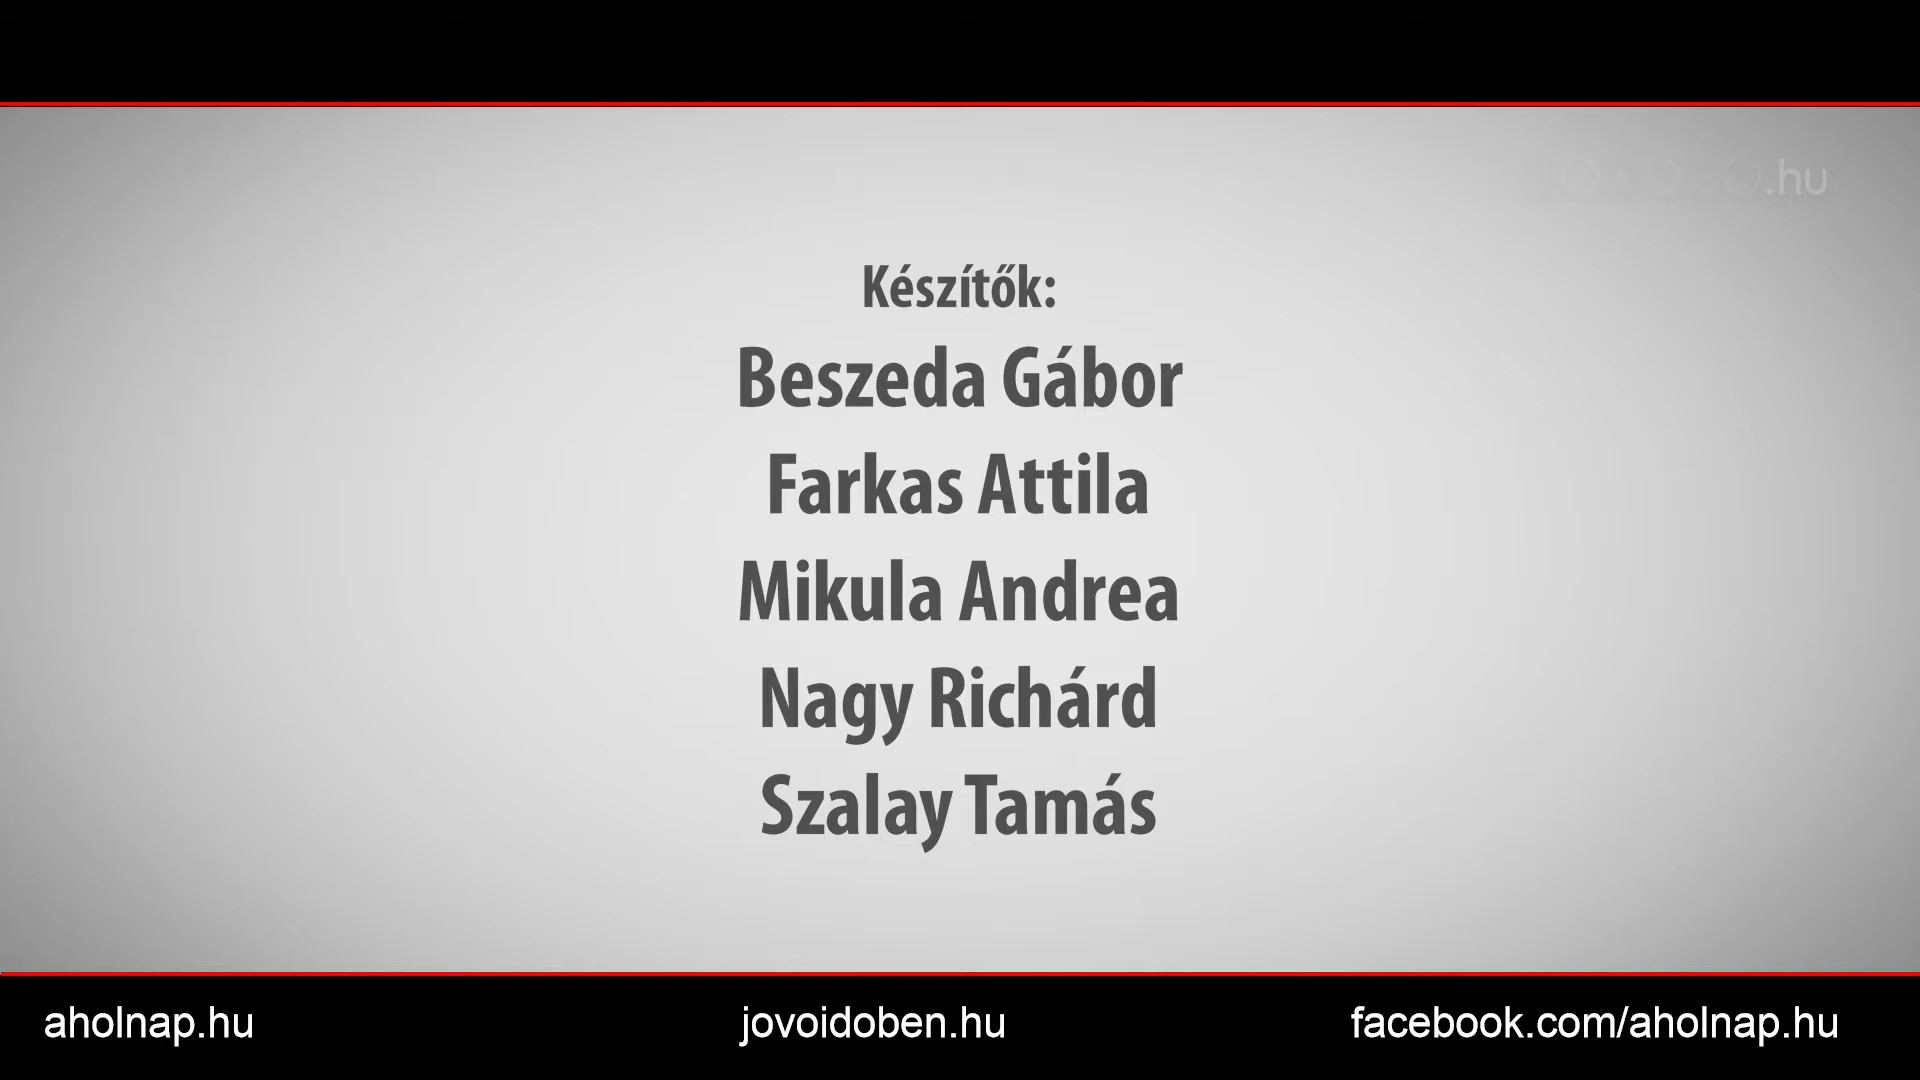 .hu
Készítők:
Beszeda Gábor
Farkas Attila
Mikula Andrea
Nagy Richárd
Szalay Tamás
aholnap.hu
jovoidoben.hu
facebook.com/aholnap.hu